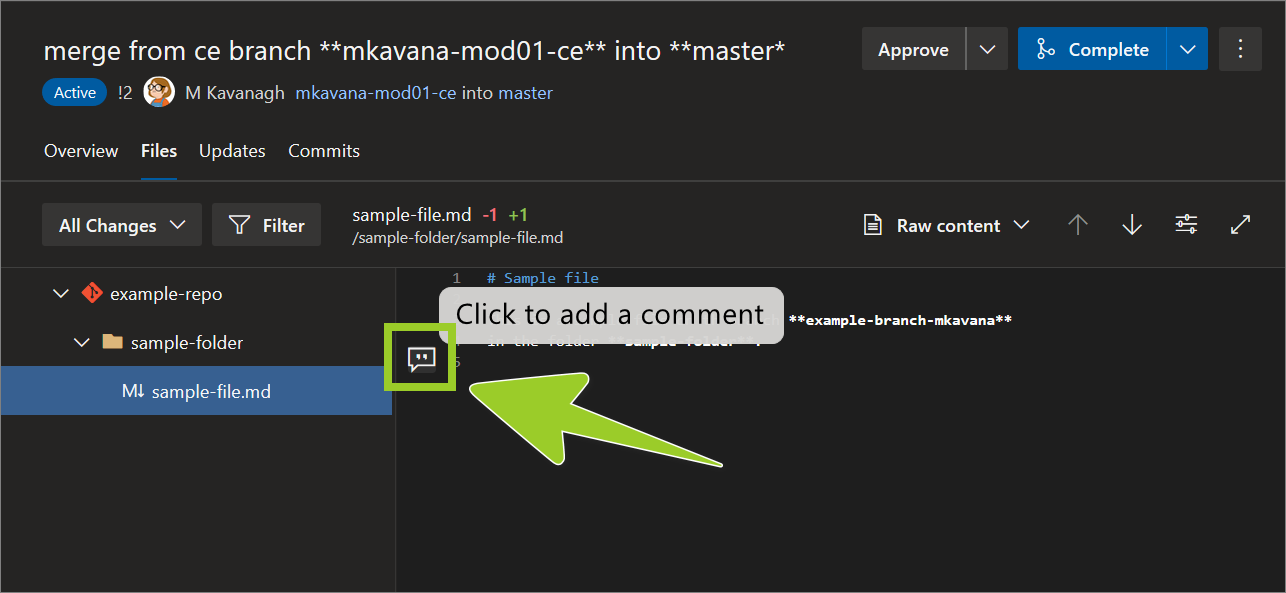 merge from ce branch **mkavana-mod01-ce** into **master*
Approve
Complete
Active !2 M Kavanagh mkavana-mod01-ce into master
Overview Files Updates Commits
All Changes
Filter
sample-file.md -1 +1
/sample-folder/sample-file.md
Raw content
example-repo
sample-folder
M↓ sample-file.md
1 # Sample file
Click to add a comment
**example-branch-mkavana**
in the folder **sample-folder**.
5